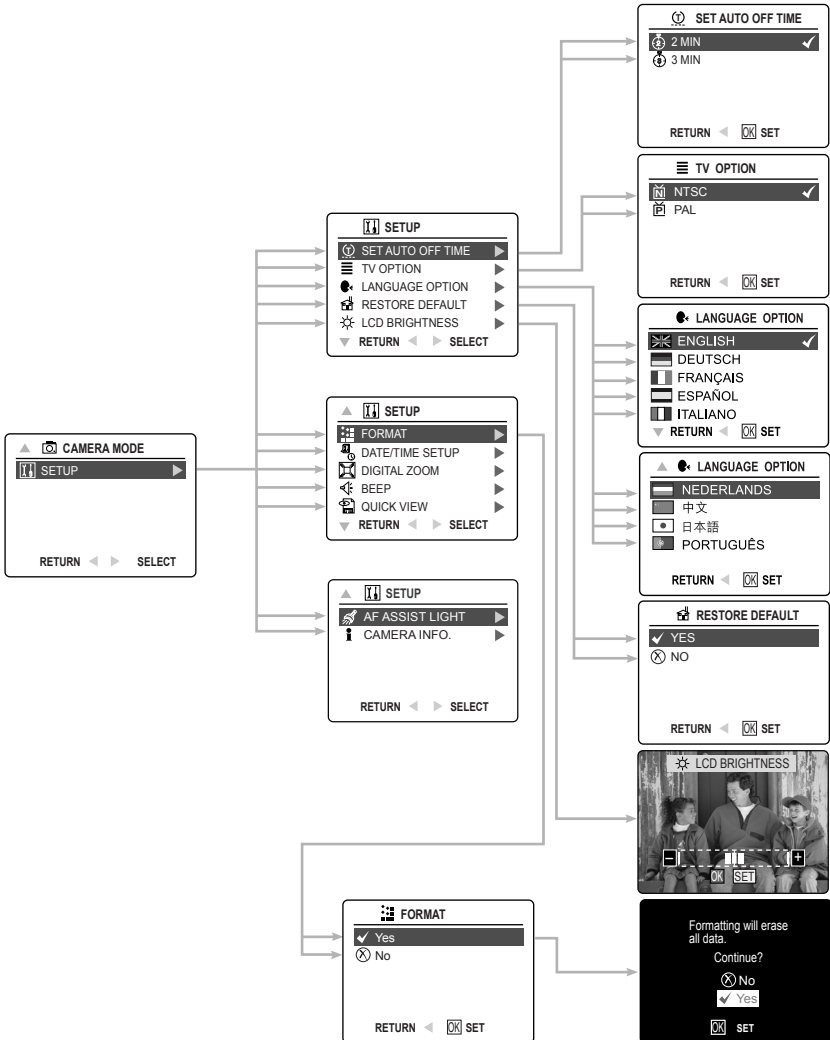 CAMERA MODE
SETUP
RETURN SELECT
SETUP
SET AUTO OFF TIME
TV OPTION
LANGUAGE OPTION
RESTORE DEFAULT
LCD BRIGHTNESS
RETURN SELECT
SETUP
FORMAT
DATE/TIME SETUP
DIGITAL ZOOM
BEEP
QUICK VIEW
RETURN SELECT
SETUP
AF ASSIST LIGHT
CAMERA INFO.
RETURN SELECT
FORMAT
Yes
No
RETURN OK SET
SET AUTO OFF TIME
2 MIN
3 MIN
RETURN OK SET
TV OPTION
N NTSC
P PAL
RETURN OK SET
LANGUAGE OPTION
ENGLISH
DEUTSCH
FRANÇAIS
ESPAÑOL
ITALIANO
RETURN OK SET
LANGUAGE OPTION
NEDERLANDS
中文
日本語
PORTUGUÊS
RETURN OK SET
RESTORE DEFAULT
YES
NO
RETURN OK SET
LCD BRIGHTNESS
OK SET
Formatting will erase
all data.
Continue?
No
Yes
OK SET